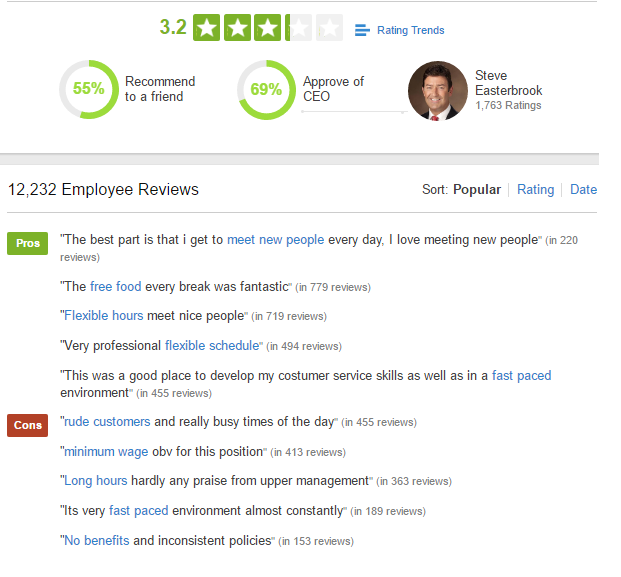 3.2 Rating Trends
55% Recommend to a friend
69% Approve of CEO
Steve Easterbrook
1,763 Ratings
12,232 Employee Reviews
Sort: Popular | Rating | Date
Pros
"The best part is that i get to meet new people every day, I love meeting new people" (in 220
reviews)
"The free food every break was fantastic" (in 779 reviews)
"Flexible hours meet nice people" (in 719 reviews)
"Very professional flexible schedule" (in 494 reviews)
"This was a good place to develop my costumer service skills as well as in a fast paced
environment" (in 455 reviews)
Cons
"rude customers and really busy times of the day" (in 455 reviews)
"minimum wage obv for this position" (in 413 reviews)
"Long hours hardly any praise from upper management" (in 363 reviews)
"Its very fast paced environment almost constantly" (in 189 reviews)
"No benefits and inconsistent policies" (in 153 reviews)